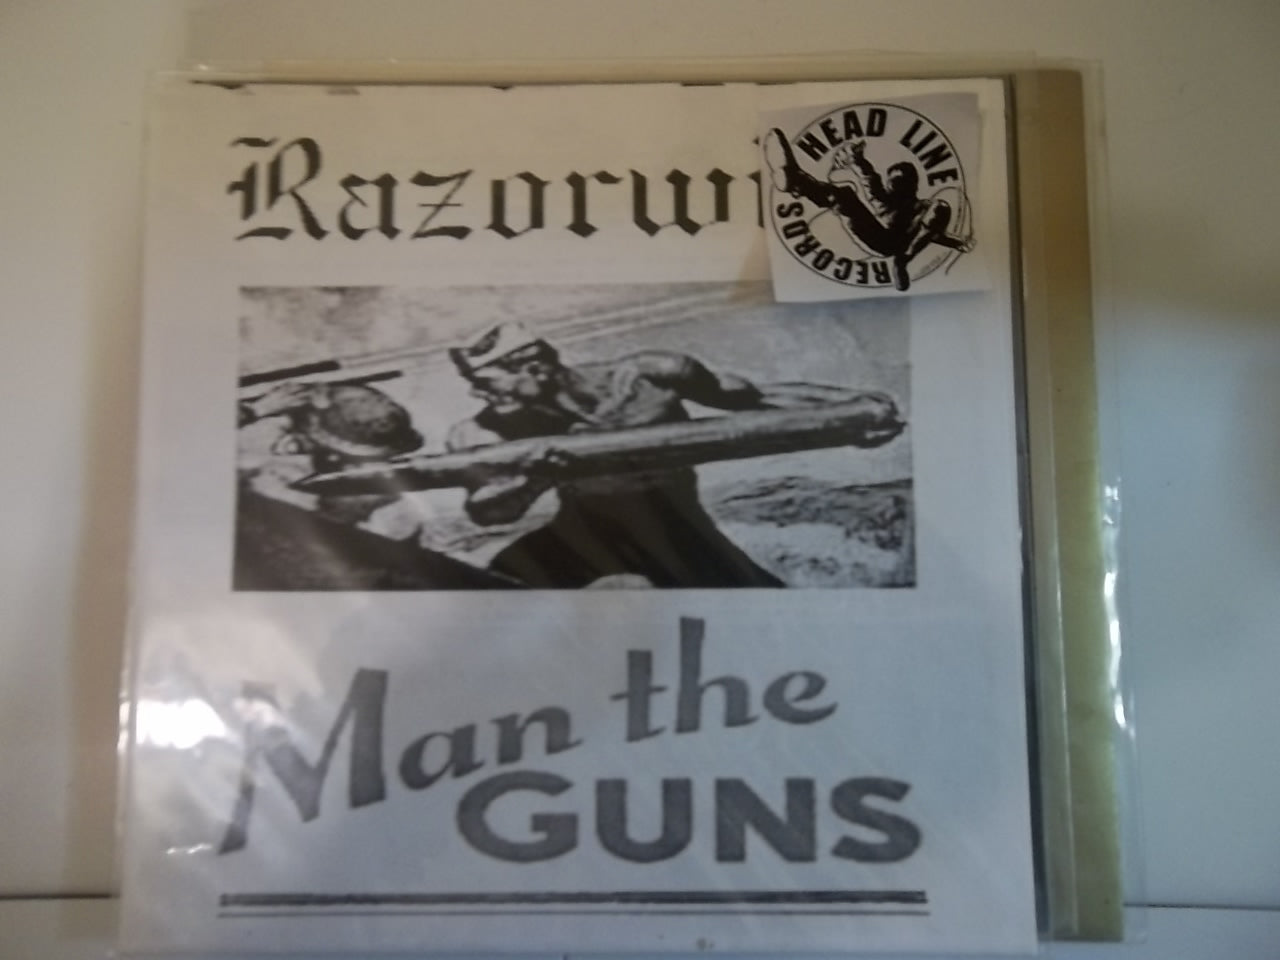 Razorwi
HEAD LINE
RECORDS
Man the
GUNS